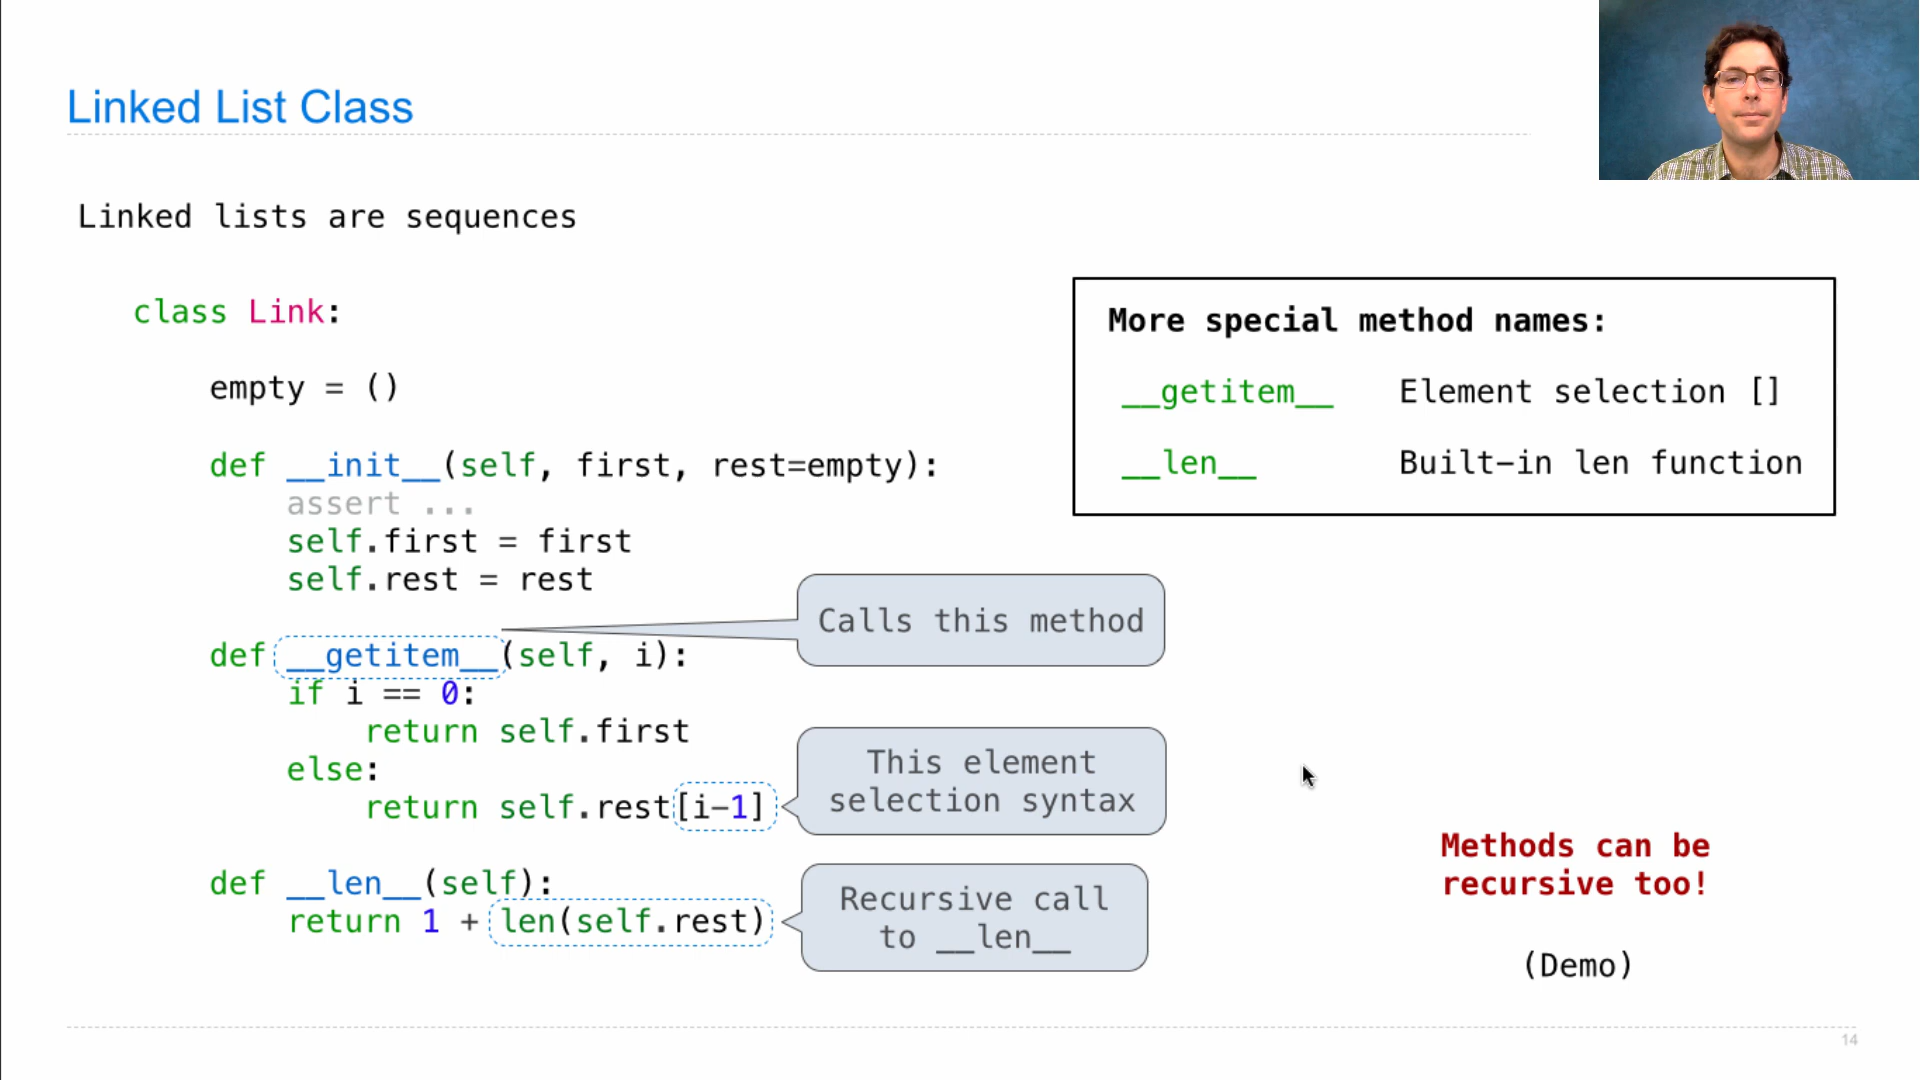 Linked List Class
Linked lists are sequences
class Link:
empty = ()
def __init__(self, first, rest=empty):
assert ...
self.first = first
self.rest = rest
def __getitem__(self, i):
if i == 0:
return self.first
else:
return self.rest[i-1]
def __len__(self):
return 1 + len(self.rest)
More special method names:
__getitem__ Element selection []
__len__ Built-in len function
Calls this method
This element
selection syntax
Recursive call
to __len__
Methods can be
recursive too!
(Demo)
14